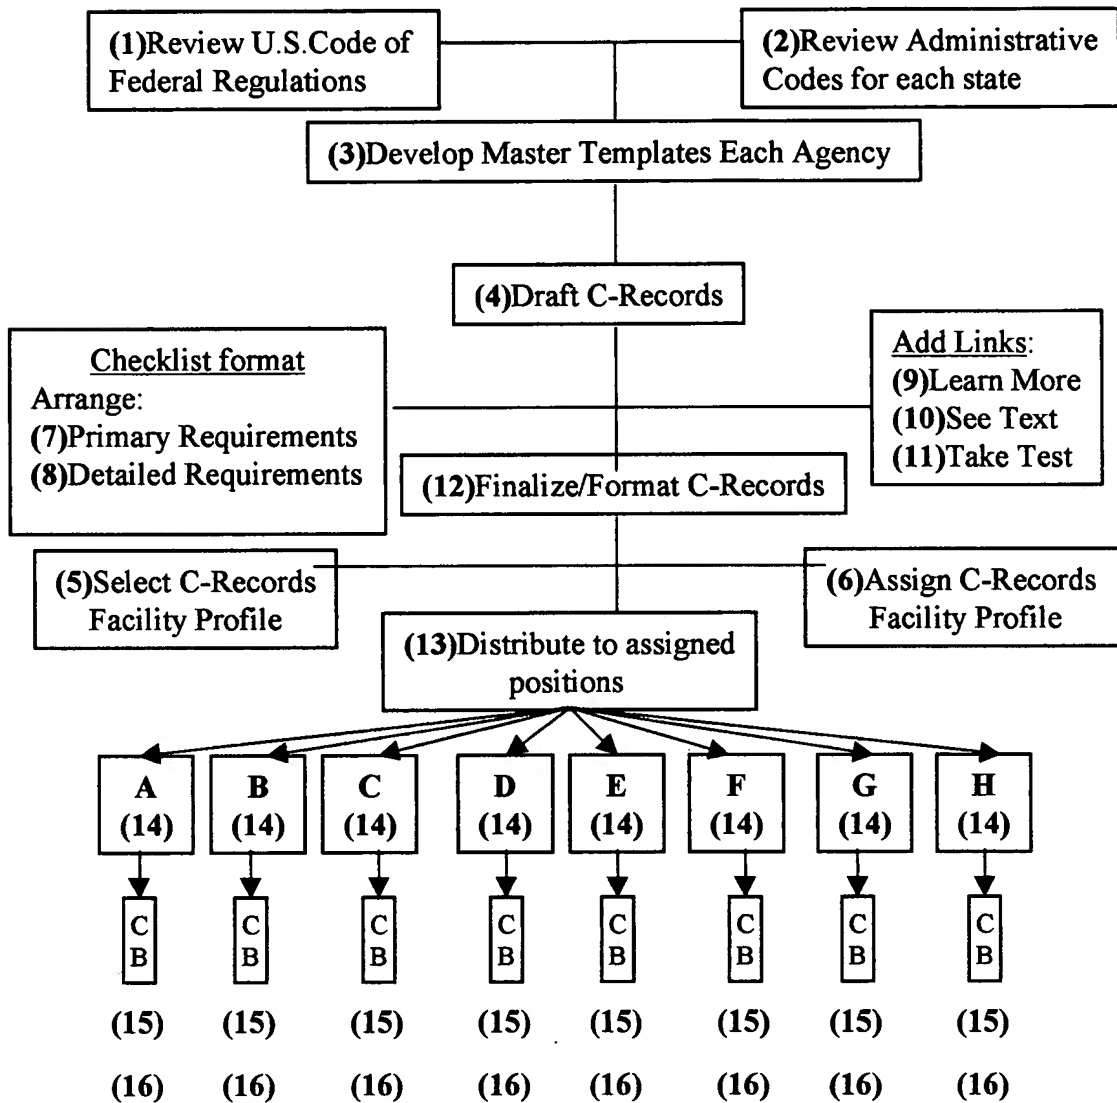 (1)Review U.S.Code of
Federal Regulations
(2)Review Administrative
Codes for each state
(3)Develop Master Templates Each Agency
(4)Draft C-Records
Checklist format
Arrange:
(7)Primary Requirements
(8)Detailed Requirements
Add Links:
(9)Learn More
(10)See Text
(11)Take Test
(12)Finalize/Format C-Records
(5)Select C-Records
Facility Profile
(6)Assign C-Records
Facility Profile
(13)Distribute to assigned
positions
A B C D E F G H
(14) (14) (14) (14) (14) (14) (14) (14)
C C C C C C C C
B B B B B B B B
(15) (15) (15) (15) (15) (15) (15) (15)
(16) (16) (16) (16) (16) (16) (16) (16)